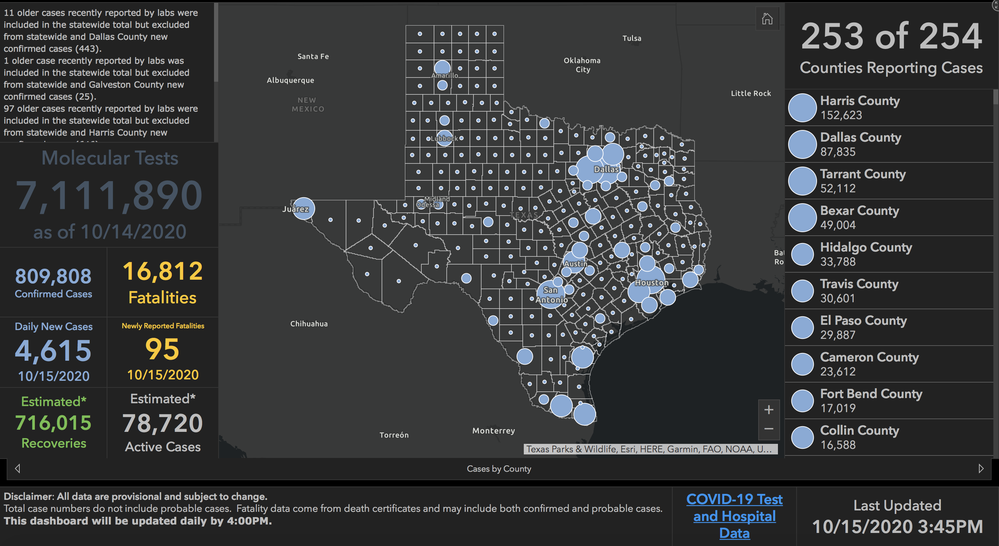 11 older cases recently reported by labs were
included in the statewide total but excluded
from statewide and Dallas County new
confirmed cases (443).
1 older case recently reported by labs was
included in the statewide total but excluded
from statewide and Galveston County new
confirmed cases (25).
97 older cases recently reported by labs were
included in the statewide total but excluded
from statewide and Harris County new
Molecular Tests
7,111,890
as of 10/14/2020
809,808
Confirmed Cases
16,812
Fatalities
Daily New Cases
4,615
10/15/2020
Newly Reported Fatalities
95
10/15/2020
Estimated*
716,015
Recoveries
Estimated*
78,720
Active Cases
Tulsa
Santa Fe
Oklahoma
City
Amarillo
Albuquerque
Little Rock
NEW
MEXICO
Lubbock
Dallas
Midland
Odessa
Juárez
TEXAS
Bat
Ro
Austin
Houston
San
Antonio
Chihuahua
Monterrey
Torreón
+
−
Texas Parks & Wildlife, Esri, HERE, Garmin, FAO, NOAA, U...
253 of 254
Counties Reporting Cases
Harris County
152,623
Dallas County
87,835
Tarrant County
52,112
Bexar County
49,004
Hidalgo County
33,788
Travis County
30,601
El Paso County
29,887
Cameron County
23,612
Fort Bend County
17,019
Collin County
16,588
Cases by County
Disclaimer: All data are provisional and subject to change.
Total case numbers do not include probable cases. Fatality data come from death certificates and may include both confirmed and probable cases.
This dashboard will be updated daily by 4:00PM.
COVID-19 Test
and Hospital
Data
Last Updated
10/15/2020 3:45PM